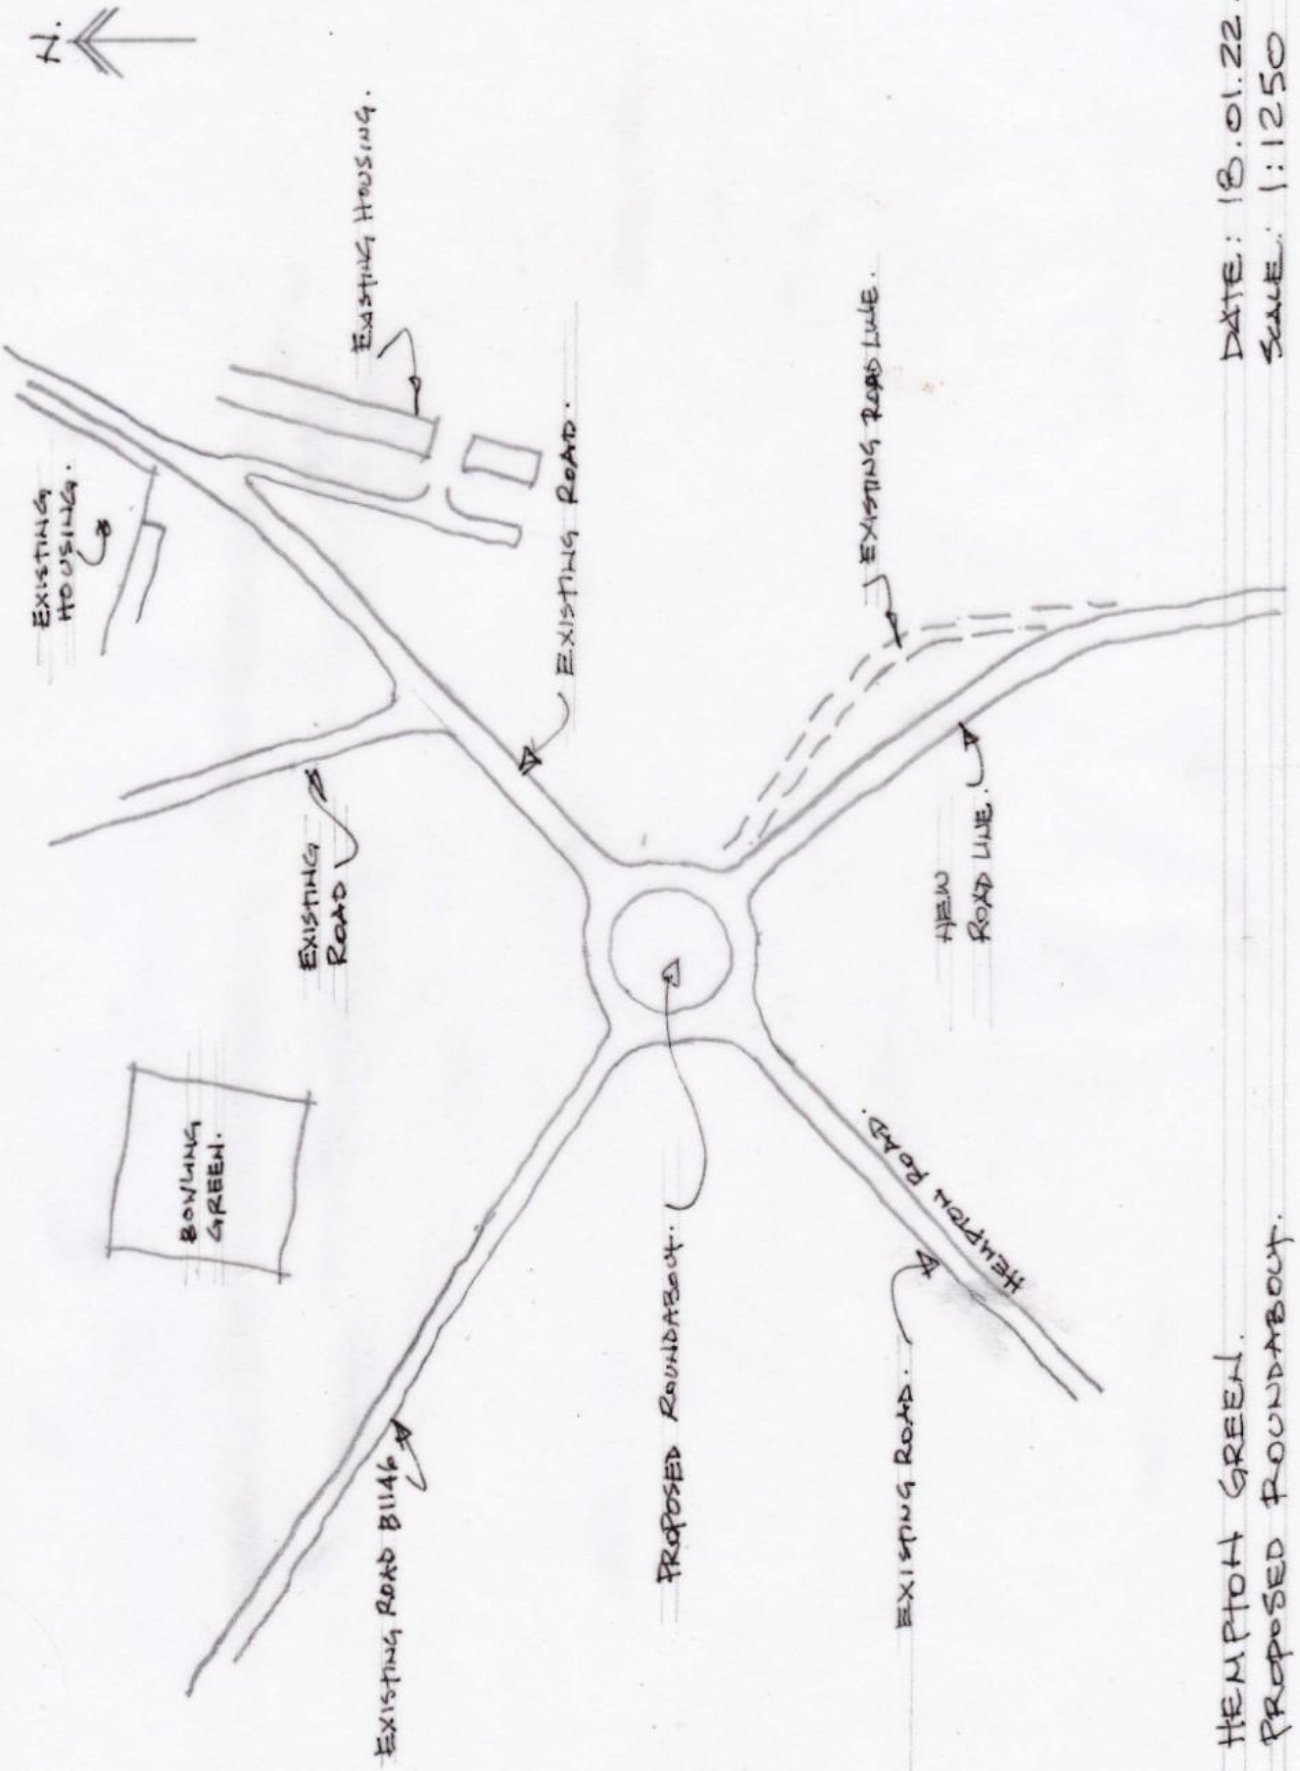 N.
EXISTING
HOUSING.
BOWLING
GREEN.
EXISTING
ROAD
EXISTING HOUSING.
EXISTING ROAD B1146
EXISTING ROAD.
PROPOSED ROUNDABOUT.
EXISTING ROAD LINE.
EXISTING ROAD.
HEMPTON ROAD.
NEW
ROAD LINE.
HEMPTON GREEN.
PROPOSED ROUNDABOUT.
DATE: 18.01.22.
SCALE: 1:1250